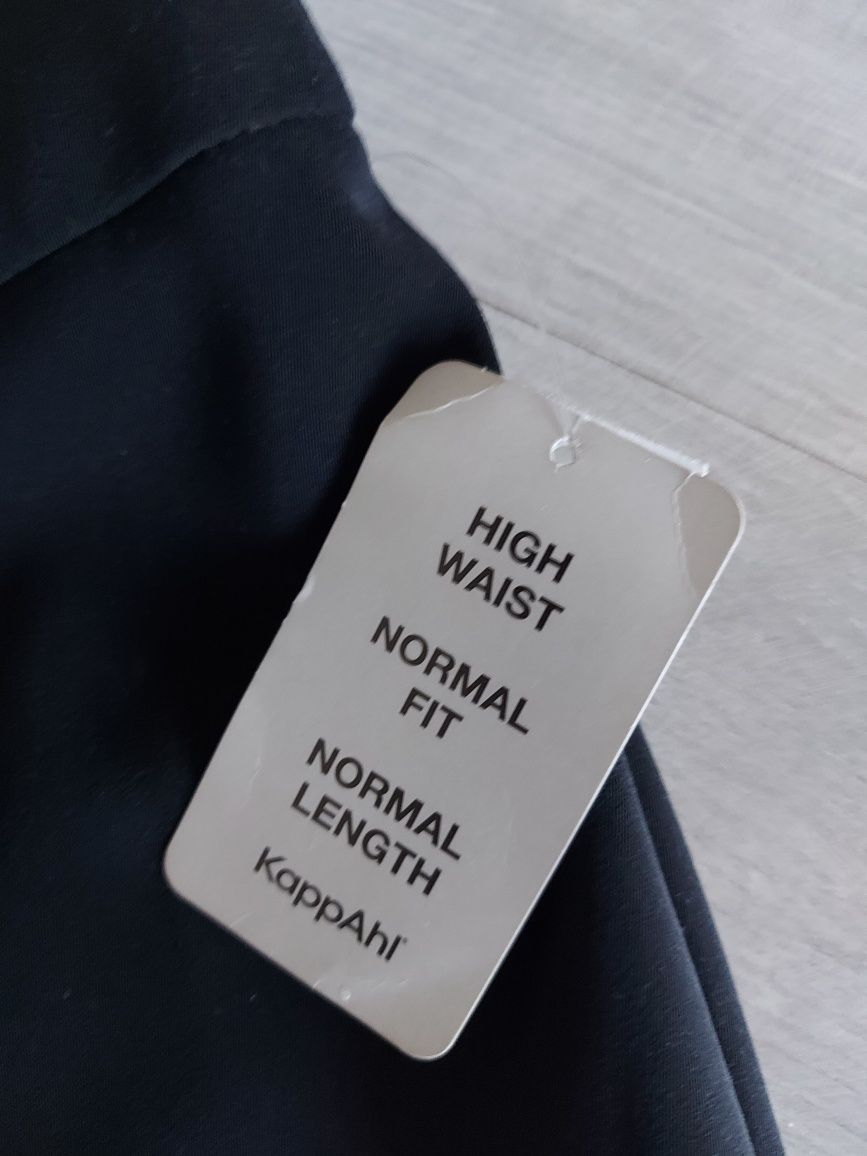 HIGH
WAIST
NORMAL
FIT
NORMAL
LENGTH
KappAhl